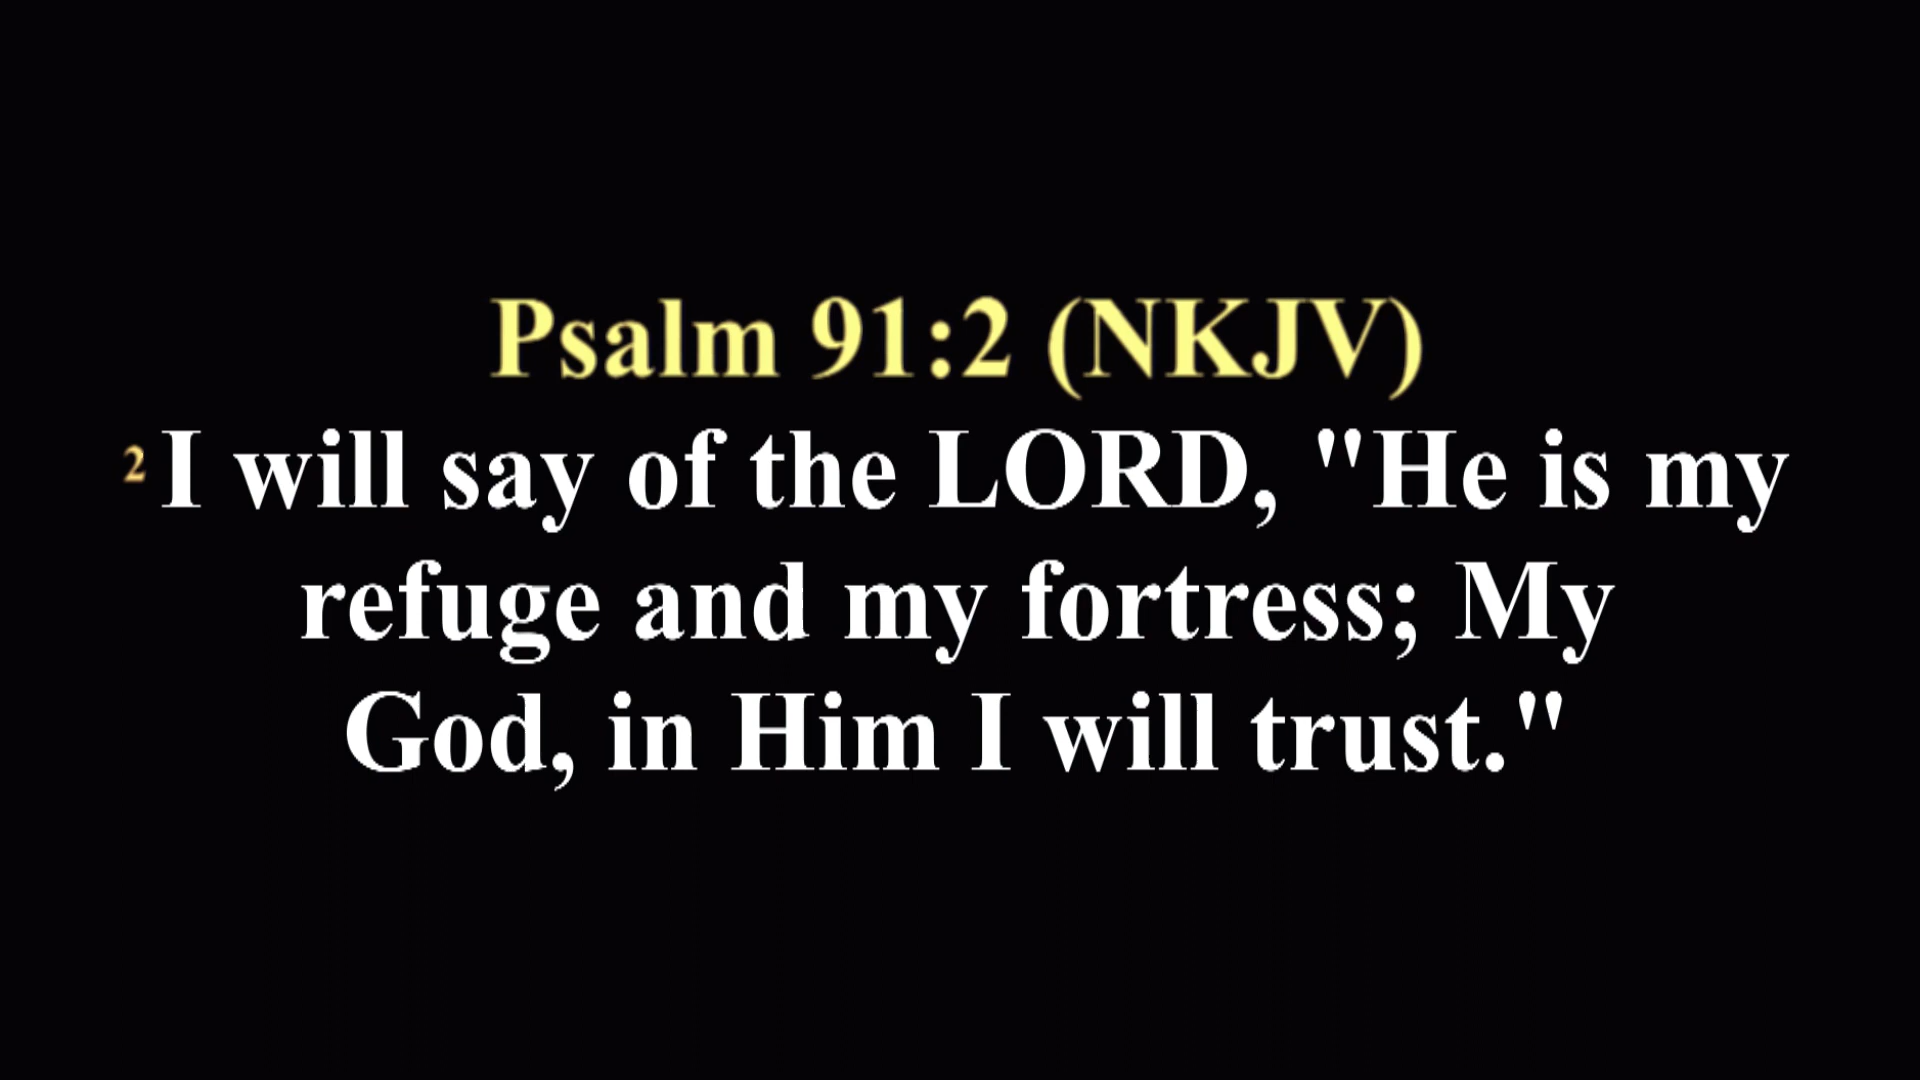 Psalm 91:2 (NKJV)
2 I will say of the LORD, "He is my
refuge and my fortress; My
God, in Him I will trust."